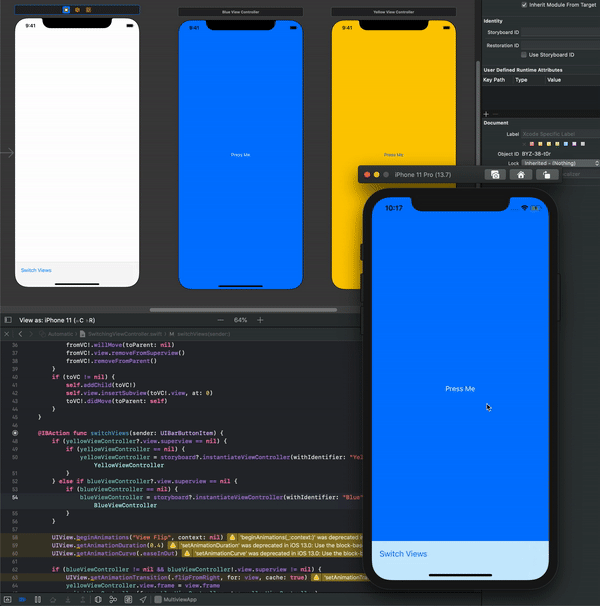 Blue View Controller
Yellow View Controller
9:41
9:41
9:41
Press Me
Press Me
Switch Views
Inherit Module From Target
Identity
Storyboard ID
Restoration ID
Use Storyboard ID
User Defined Runtime Attributes
Key Path Type Value
Document
Label Xcode Specific Label
Object ID BYZ-38-t0r
Lock Inherited - (Nothing)
iPhone 11 Pro (13.7)
10:17
Press Me
Switch Views
View as: iPhone 11 (
64%
Automatic
SwitchingViewController.swift
M switchViews(sender:)
36 fromVC!.willMove(toParent: nil)
37 fromVC!.view.removeFromSuperview()
38 fromVC!.removeFromParent()
39 }
40 if (toVC != nil) {
41 self.addChild(toVC!)
42 self.view.insertSubview(toVC!.view, at: 0)
43 toVC!.didMove(toParent: self)
44 }
45 }
@IBAction func switchViews(sender: UIBarButtonItem) {
48 if (yellowViewController?.view.superview == nil) {
49 if (yellowViewController == nil) {
50 yellowViewController = storyboard?.instantiateViewController(withIdentifier: "Yel
YellowViewController
51 }
52 } else if blueViewController?.view.superview == nil {
53 if (blueViewController == nil) {
54 blueViewController = storyboard?.instantiateViewController(withIdentifier: "Blue"
BlueViewController
55 }
56 }
58 UIView.beginAnimations("View Flip", context: nil) 'beginAnimations(_:context:)' was deprecated in
59 UIView.setAnimationDuration(0.4) 'setAnimationDuration' was deprecated in iOS 13.0: Use the block-bas
60 UIView.setAnimationCurve(.easeInOut) 'setAnimationCurve' was deprecated in iOS 13.0: Use the block-
62 if (blueViewController != nil && blueViewController!.view.superview != nil) {
63 UIView.setAnimationTransition(.flipFromRight, for: view, cache: true) 'setAnimationTra
64 yellowViewController.view.frame = view.frame
MultiviewApp